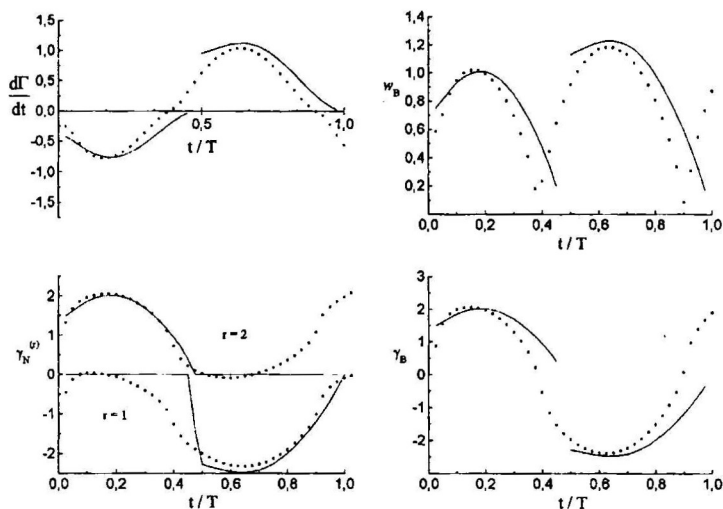 1,5
1,0
0,5
0,0
-0,5
-1,0
-1,5
dΓ
dt
0,5
1,0
t / T
1,4
1,2
1,0
0,8
0,6
0,4
0,2
w_B
0,0 0,2 0,4 0,6 0,8 1,0
t / T
2
1
0
-1
-2
γ_N^(r)
r = 2
r = 1
0,0 0,2 0,4 0,6 0,8 1,0
t / T
3
2
1
0
-1
-2
γ_B
0,0 0,2 0,4 0,6 0,8 1,0
t / T